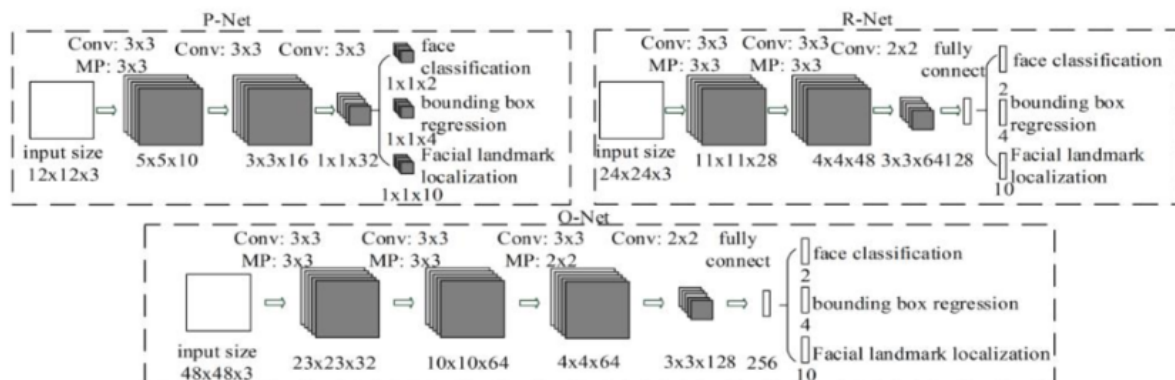 P-Net
Conv: 3x3 Conv: 3x3 Conv: 3x3
MP: 3x3
face
classification
1x1x2
bounding box
regression
1x1x4
Facial landmark
localization
1x1x10
input size
12x12x3
5x5x10
3x3x16
1x1x32
R-Net
Conv: 3x3 Conv: 3x3 Conv: 2x2 fully
MP: 3x3 MP: 3x3 connect
face classification
2
bounding box
regression
4
Facial landmark
localization
10
input size
24x24x3
11x11x28
4x4x48
3x3x64
128
O-Net
Conv: 3x3 Conv: 3x3 Conv: 3x3 Conv: 2x2 fully
MP: 3x3 MP: 3x3 MP: 2x2 connect
face classification
2
bounding box regression
4
Facial landmark localization
10
input size
48x48x3
23x23x32
10x10x64
4x4x64
3x3x128
256